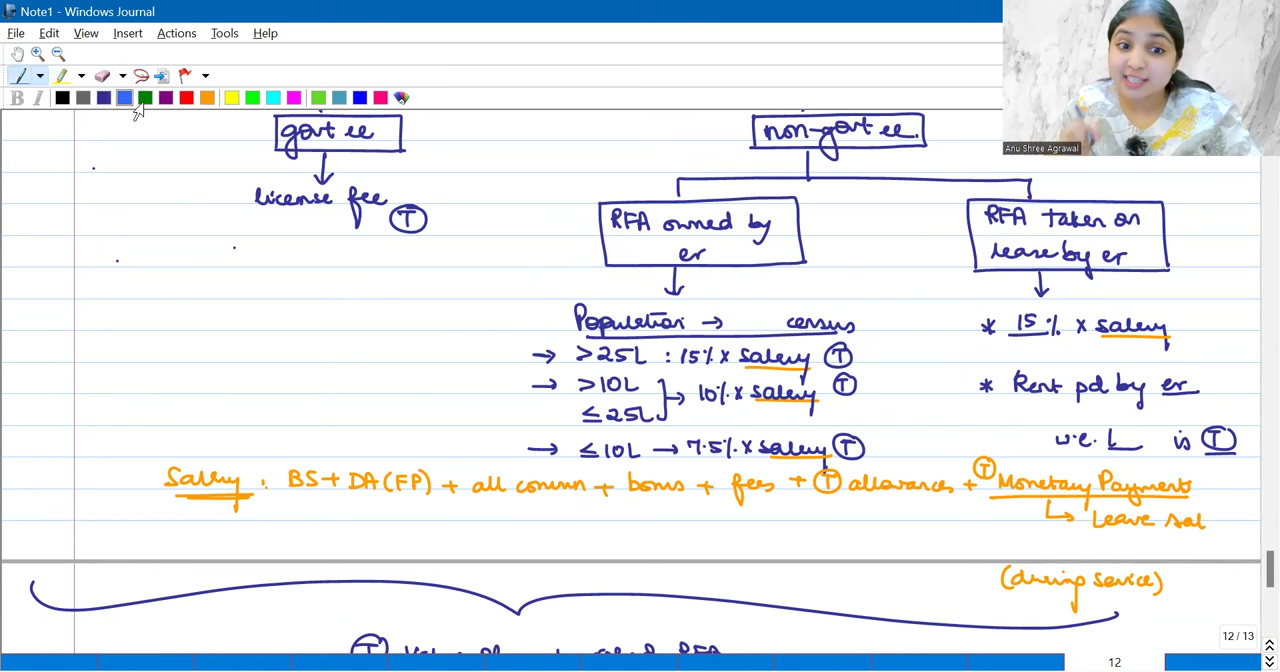 Note1 - Windows Journal
File Edit View Insert Actions Tools Help
B I
Anu Shree Agrawal
govt ee
non-govt ee.
license fee T
RFA owned by
er
RFA taken on
lease by er
Population → census
→ >25L : 15% x salary T
→ >10L
≤25L → 10% x salary T
→ ≤10L → 7.5% x salary T
* 15% x salary
* Rent pd by er
w.e. L is T
Salary : BS + DA (FP) + all comm + bonus + fees + T allowances + T Monetary Payments
↳ Leave sal
(during service)
12 / 13
12